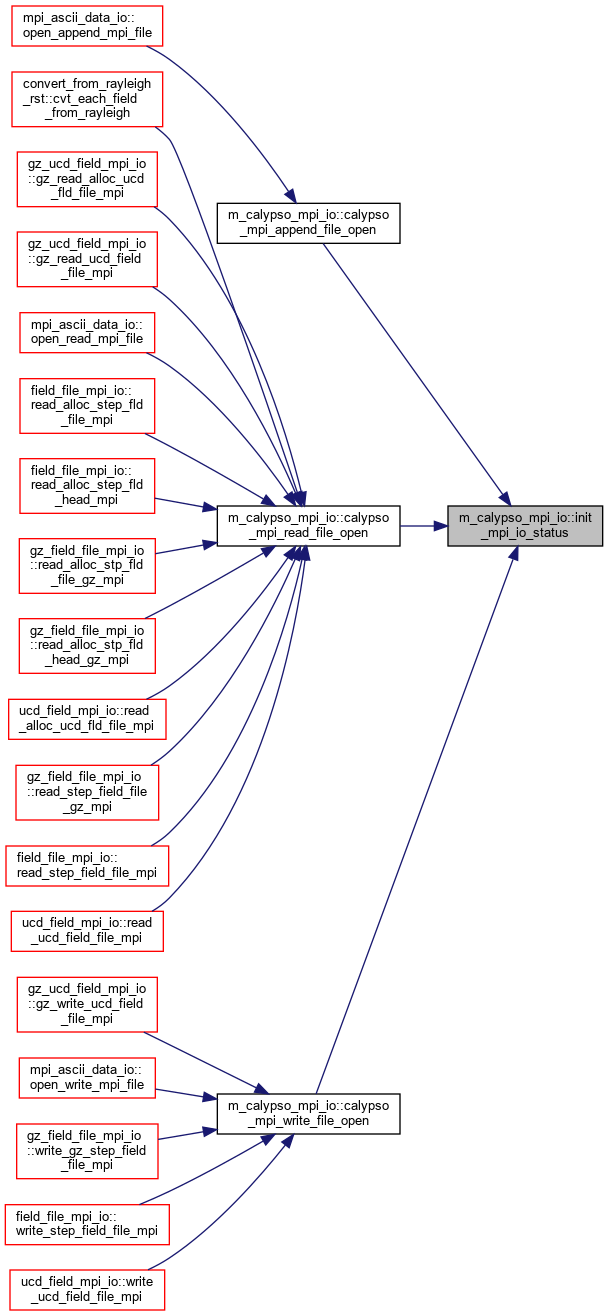 mpi_ascii_data_io::
open_append_mpi_file
convert_from_rayleigh
_rst::cvt_each_field
_from_rayleigh
gz_ucd_field_mpi_io
::gz_read_alloc_ucd
_fld_file_mpi
gz_ucd_field_mpi_io
::gz_read_ucd_field
_file_mpi
mpi_ascii_data_io::
open_read_mpi_file
field_file_mpi_io::
read_alloc_step_fld
_file_mpi
field_file_mpi_io::
read_alloc_step_fld
_head_mpi
gz_field_file_mpi_io
::read_alloc_stp_fld
_file_gz_mpi
gz_field_file_mpi_io
::read_alloc_stp_fld
_head_gz_mpi
ucd_field_mpi_io::read
_alloc_ucd_fld_file_mpi
gz_field_file_mpi_io
::read_step_field_file
_gz_mpi
field_file_mpi_io::
read_step_field_file_mpi
ucd_field_mpi_io::read
_ucd_field_file_mpi
gz_ucd_field_mpi_io
::gz_write_ucd_field
_file_mpi
mpi_ascii_data_io::
open_write_mpi_file
gz_field_file_mpi_io
::write_gz_step_field
_file_mpi
field_file_mpi_io::
write_step_field_file_mpi
ucd_field_mpi_io::write
_ucd_field_file_mpi
m_calypso_mpi_io::calypso
_mpi_append_file_open
m_calypso_mpi_io::calypso
_mpi_read_file_open
m_calypso_mpi_io::calypso
_mpi_write_file_open
m_calypso_mpi_io::init
_mpi_io_status